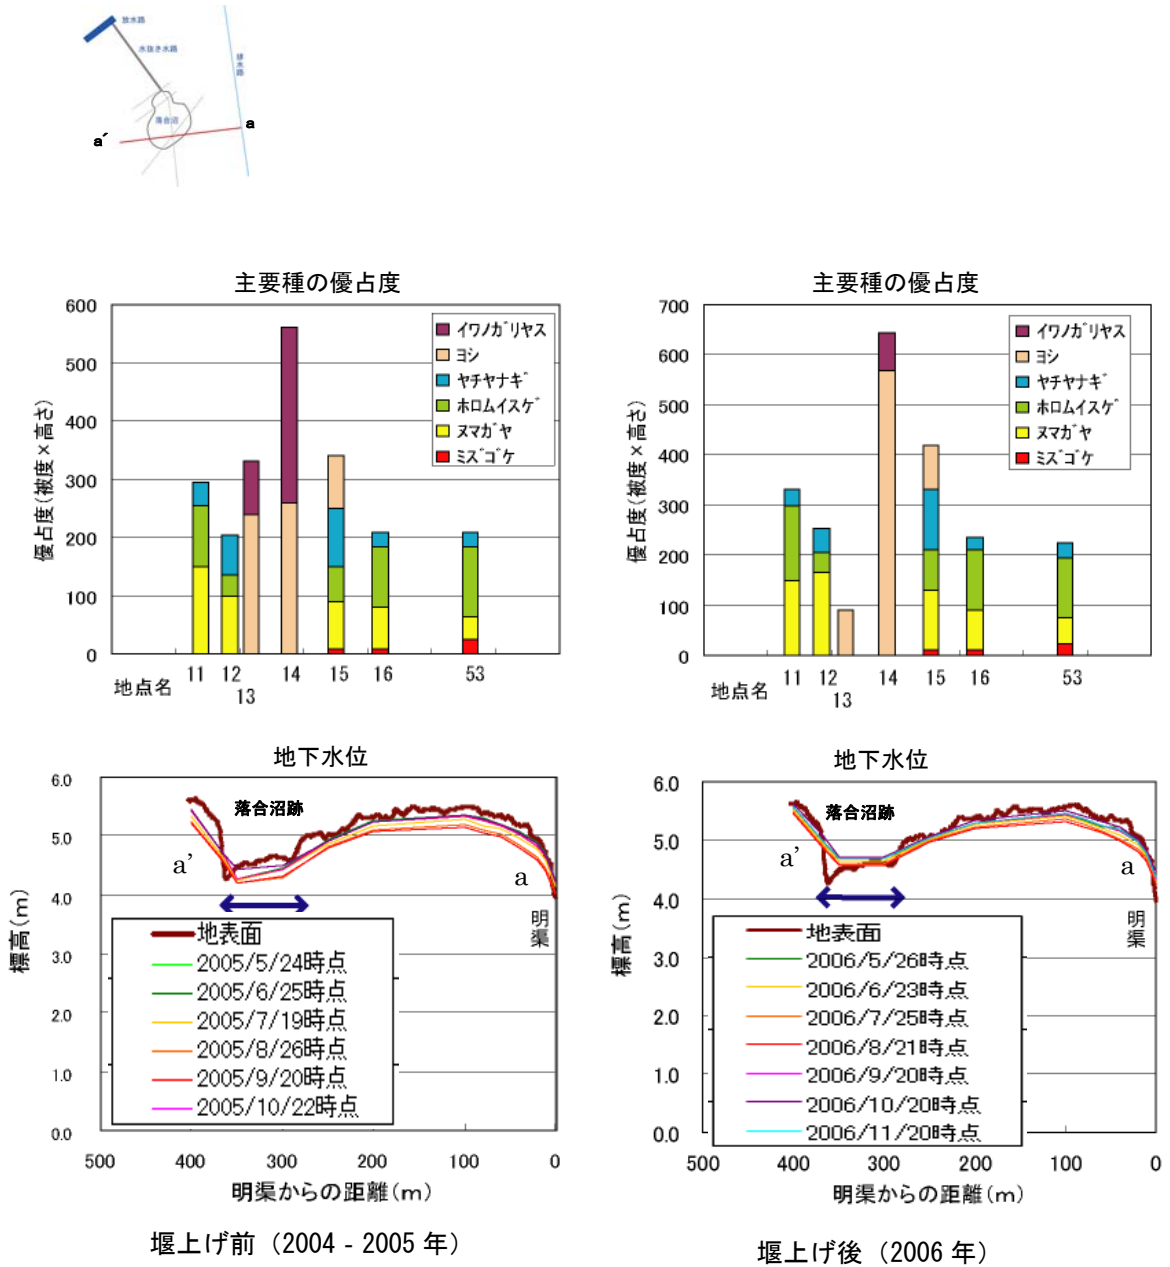 放水路
水抜き水路
排水路
落合沼
a
a´
主要種の優占度
600
500
400
300
200
100
0
優占度(被度×高さ)
イワノガリヤス
ヨシ
ヤチヤナギ
ホロムイスゲ
ヌマガヤ
ミズゴケ
11 12 14 15 16 53
地点名 13
主要種の優占度
700
600
500
400
300
200
100
0
優占度(被度×高さ)
イワノガリヤス
ヨシ
ヤチヤナギ
ホロムイスゲ
ヌマガヤ
ミズゴケ
11 12 14 15 16 53
地点名 13
地下水位
6.0
5.0
4.0
3.0
2.0
1.0
0.0
標高(m)
落合沼跡
a'
a
明渠
地表面
2005/5/24時点
2005/6/25時点
2005/7/19時点
2005/8/26時点
2005/9/20時点
2005/10/22時点
500 400 300 200 100 0
明渠からの距離(m)
堰上げ前（2004 - 2005 年）
地下水位
6.0
5.0
4.0
3.0
2.0
1.0
0.0
標高(m)
落合沼跡
a'
a
明渠
地表面
2006/5/26時点
2006/6/23時点
2006/7/25時点
2006/8/21時点
2006/9/20時点
2006/10/20時点
2006/11/20時点
500 400 300 200 100 0
明渠からの距離(m)
堰上げ後（2006 年）